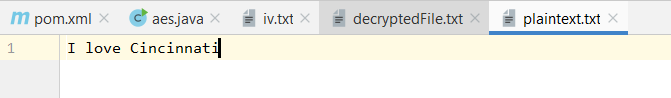 pom.xml aes.java iv.txt decryptedFile.txt plaintext.txt
1 I love Cincinnati